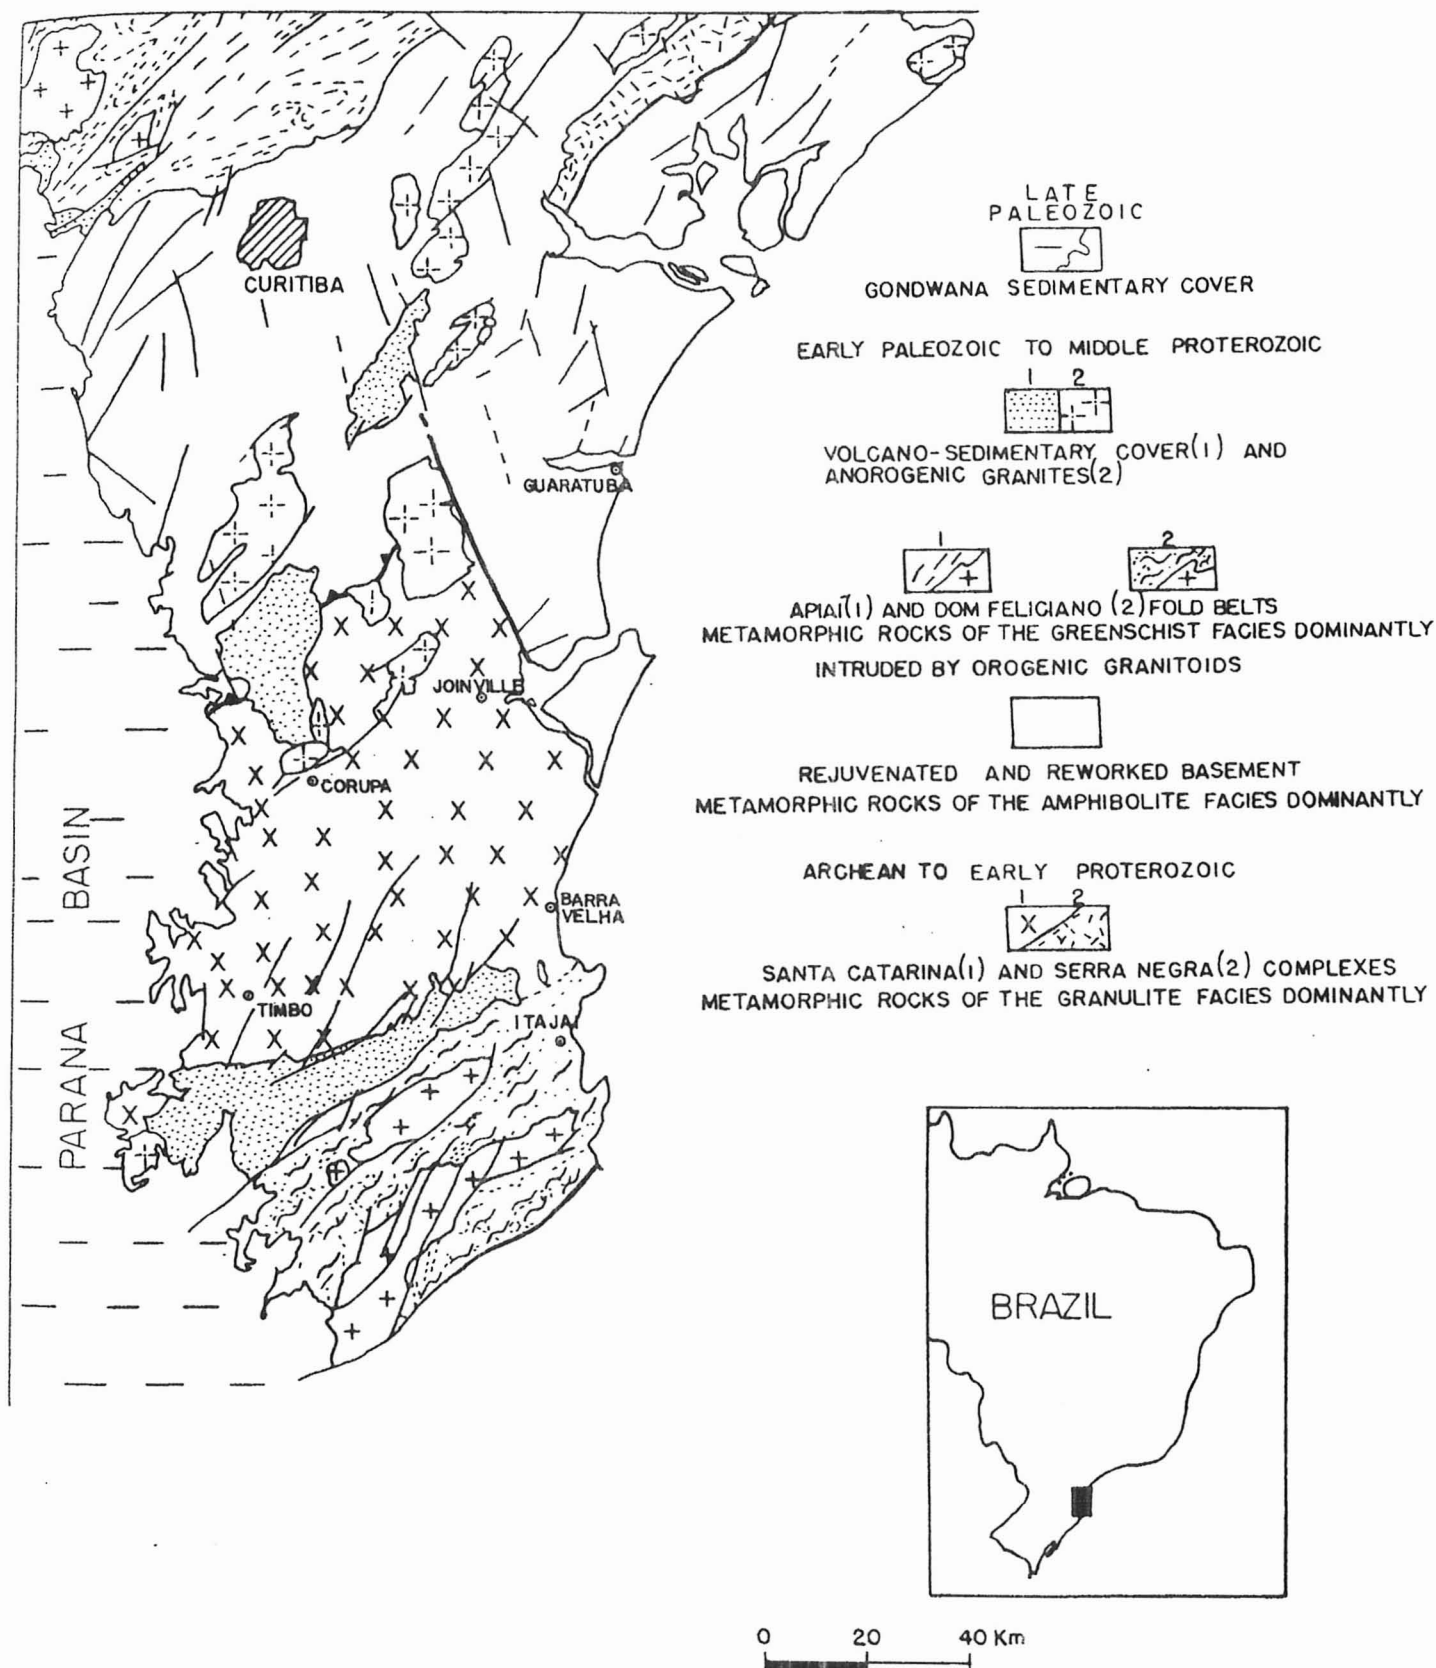 CURITIBA
GUARATUBA
JOINVILLE
CORUPA
BARRA
VELHA
TIMBO
ITAJAI
PARANA BASIN
LATE
PALEOZOIC
GONDWANA SEDIMENTARY COVER
EARLY PALEOZOIC TO MIDDLE PROTEROZOIC
1 2
VOLCANO-SEDIMENTARY COVER(1) AND
ANOROGENIC GRANITES(2)
1 2
APIAÍ(1) AND DOM FELICIANO (2) FOLD BELTS
METAMORPHIC ROCKS OF THE GREENSCHIST FACIES DOMINANTLY
INTRUDED BY OROGENIC GRANITOIDS
REJUVENATED AND REWORKED BASEMENT
METAMORPHIC ROCKS OF THE AMPHIBOLITE FACIES DOMINANTLY
ARCHEAN TO EARLY PROTEROZOIC
1 2
SANTA CATARINA(1) AND SERRA NEGRA(2) COMPLEXES
METAMORPHIC ROCKS OF THE GRANULITE FACIES DOMINANTLY
BRAZIL
0 20 40 Km